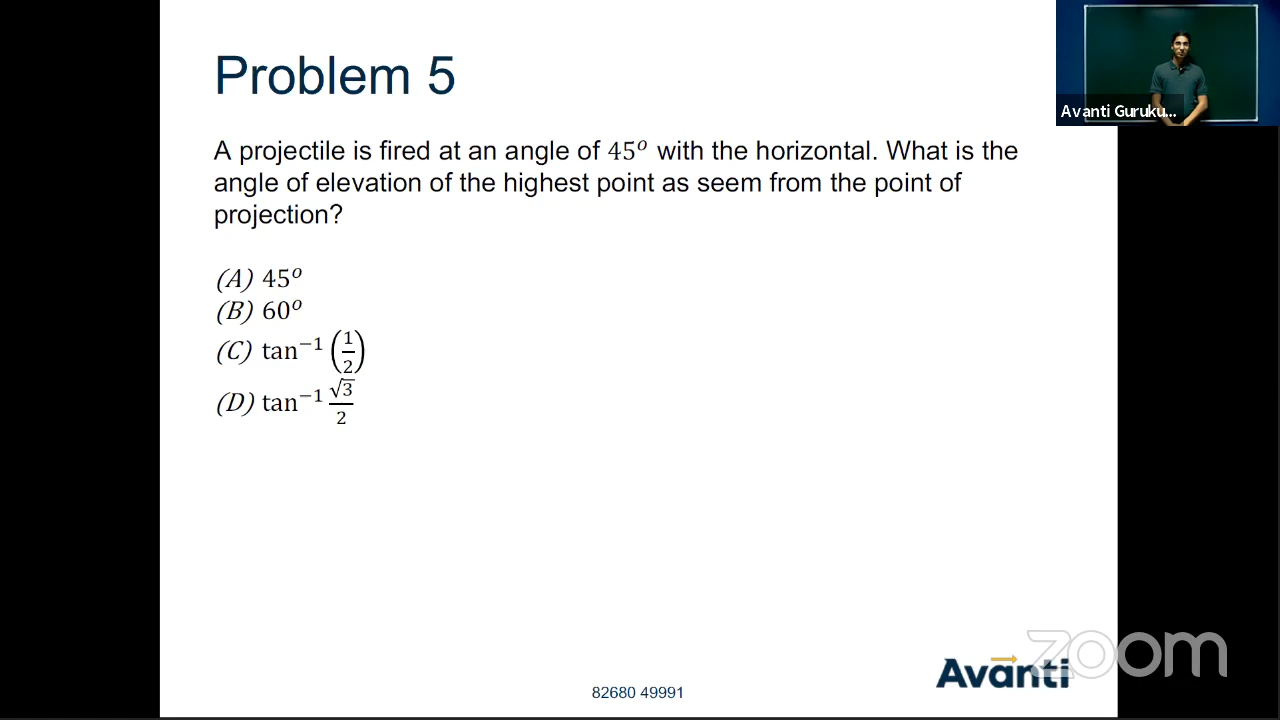 Problem 5
Avanti Guruku...
A projectile is fired at an angle of 45° with the horizontal. What is the
angle of elevation of the highest point as seem from the point of
projection?
(A) 45°
(B) 60°
(C) tan⁻¹ (1/2)
(D) tan⁻¹ √3/2
Avanti
zoom
82680 49991